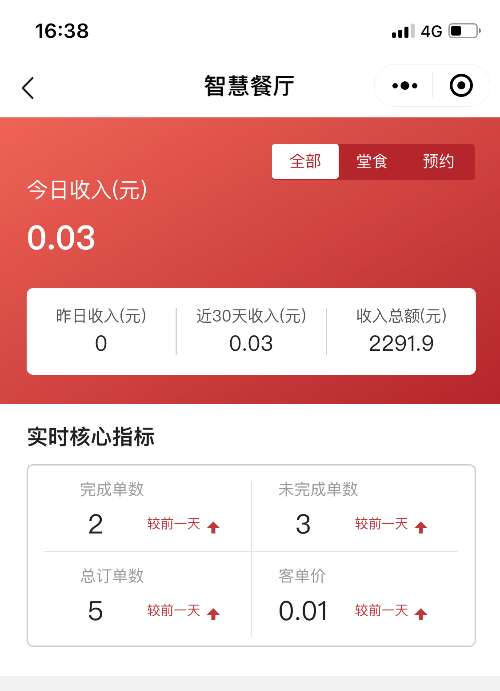 16:38
4G
智慧餐厅
全部 堂食 预约
今日收入(元)
0.03
昨日收入(元) 近30天收入(元) 收入总额(元)
0 0.03 2291.9
实时核心指标
完成单数 未完成单数
2 较前一天 3 较前一天
总订单数 客单价
5 较前一天 0.01 较前一天